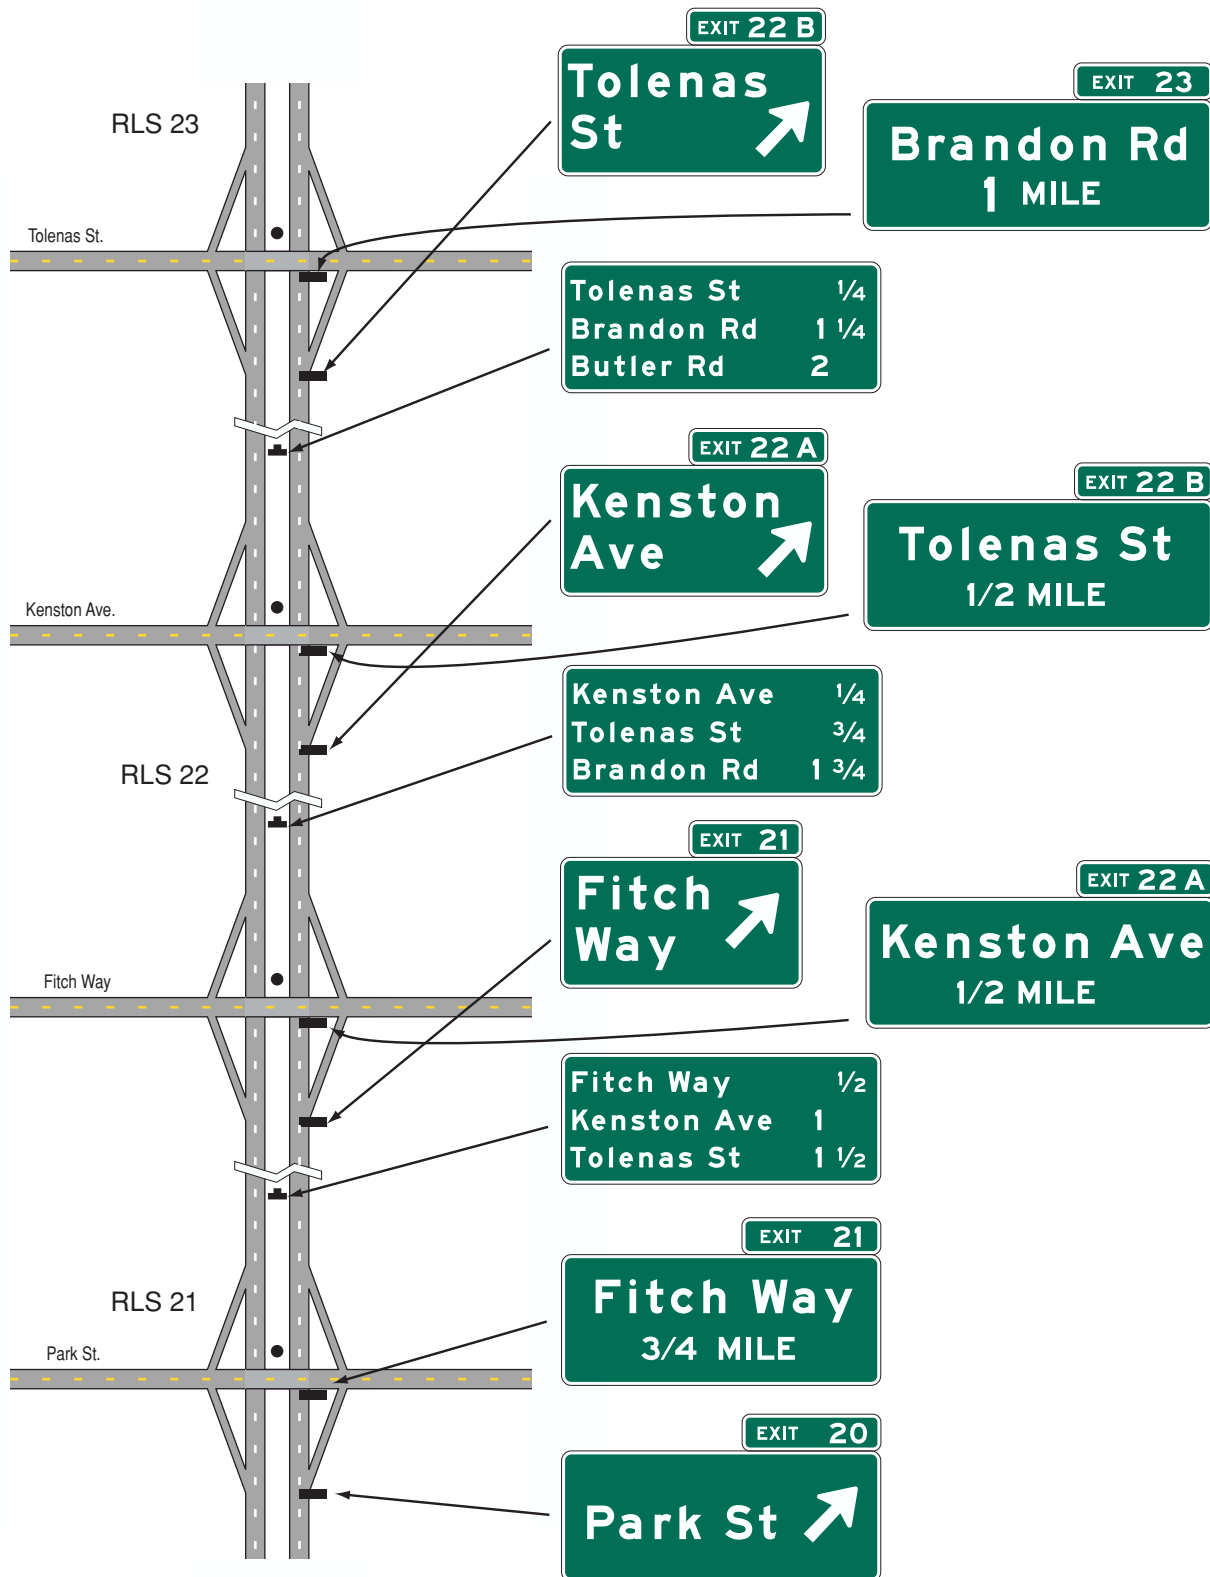 EXIT 22 B
Tolenas
St
EXIT 23
Brandon Rd
1 MILE
RLS 23
Tolenas St.
Tolenas St 1/4
Brandon Rd 1 1/4
Butler Rd 2
EXIT 22 A
Kenston
Ave
EXIT 22 B
Tolenas St
1/2 MILE
Kenston Ave.
Kenston Ave 1/4
Tolenas St 3/4
Brandon Rd 1 3/4
RLS 22
EXIT 21
Fitch
Way
EXIT 22 A
Kenston Ave
1/2 MILE
Fitch Way
Fitch Way 1/2
Kenston Ave 1
Tolenas St 1 1/2
EXIT 21
Fitch Way
3/4 MILE
RLS 21
Park St.
EXIT 20
Park St